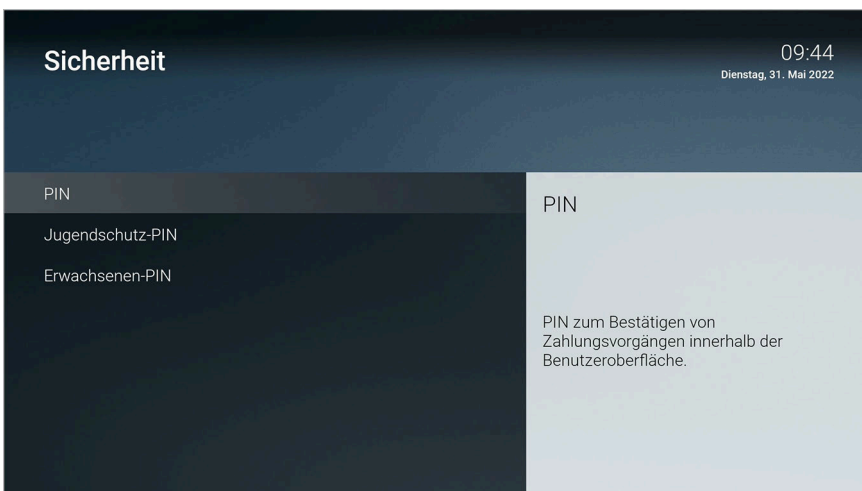 Sicherheit
09:44
Dienstag, 31. Mai 2022
PIN
Jugendschutz-PIN
Erwachsenen-PIN
PIN
PIN zum Bestätigen von
Zahlungsvorgängen innerhalb der
Benutzeroberfläche.